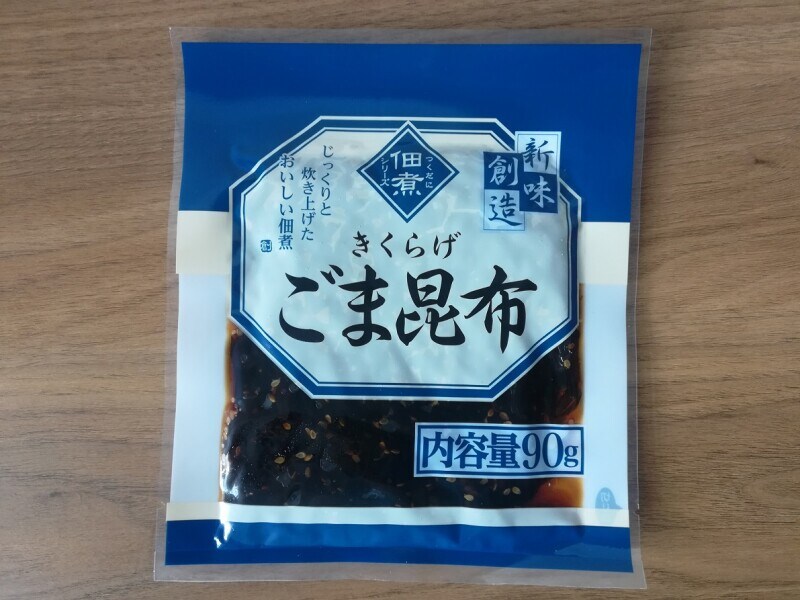 つくだに
佃煮
シリーズ
新味
創造
じっくりと
炊き上げた
おいしい佃煮
きくらげ
ごま昆布
内容量90g